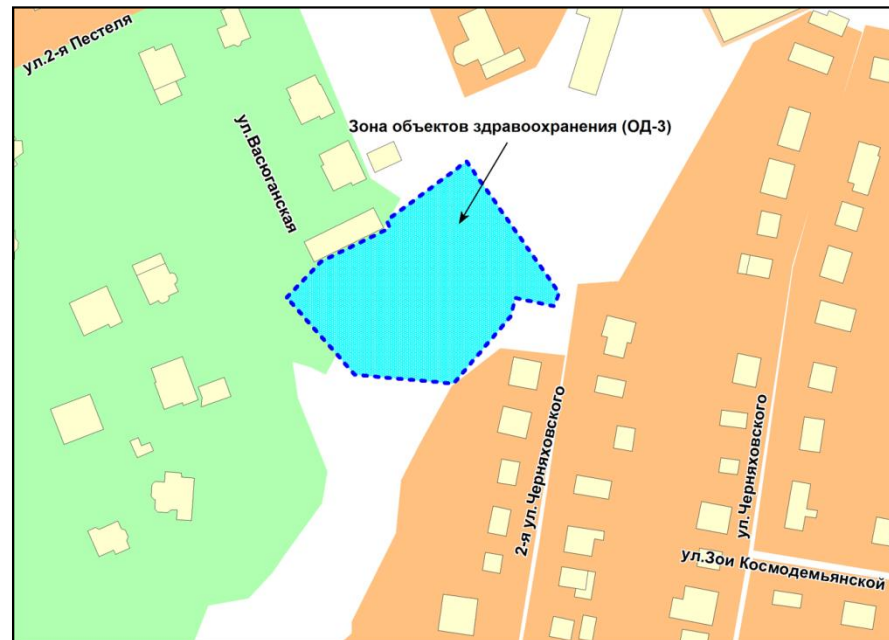 ул.2-я Пестеля
ул.Васюганская
Зона объектов здравоохранения (ОД-3)
2-я ул.Черняховского
ул.Черняховского
ул.Зои Космодемьянской